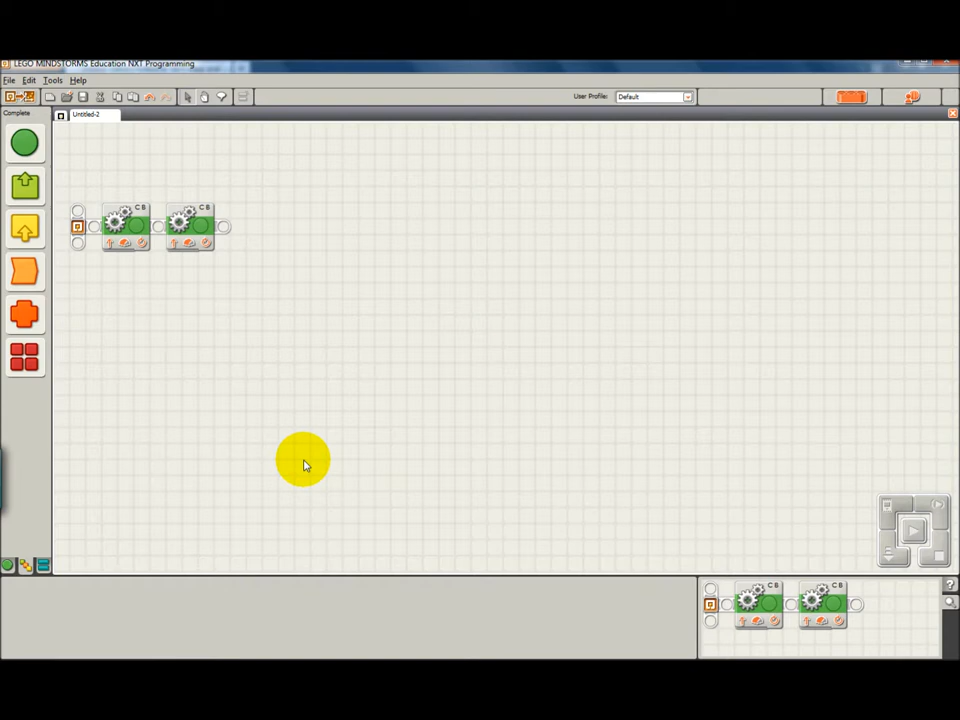 LEGO MINDSTORMS Education NXT Programming
File Edit Tools Help
User Profile: Default
Complete
Untitled-2
C B C B
C B C B
?